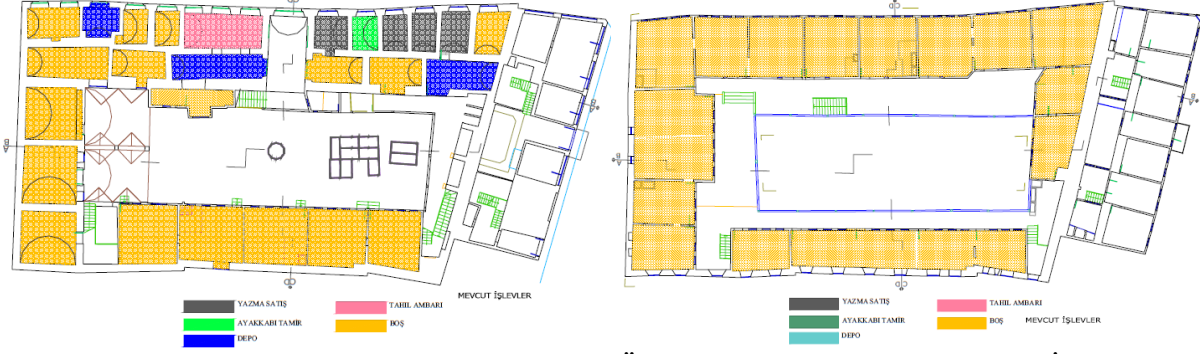 YAZMA SATIŞ
TAHIL AMBARI
MEVCUT İŞLEVLER
AYAKKABI TAMİR
BOŞ
DEPO
YAZMA SATIŞ
TAHIL AMBARI
AYAKKABI TAMİR
BOŞ
MEVCUT İŞLEVLER
DEPO